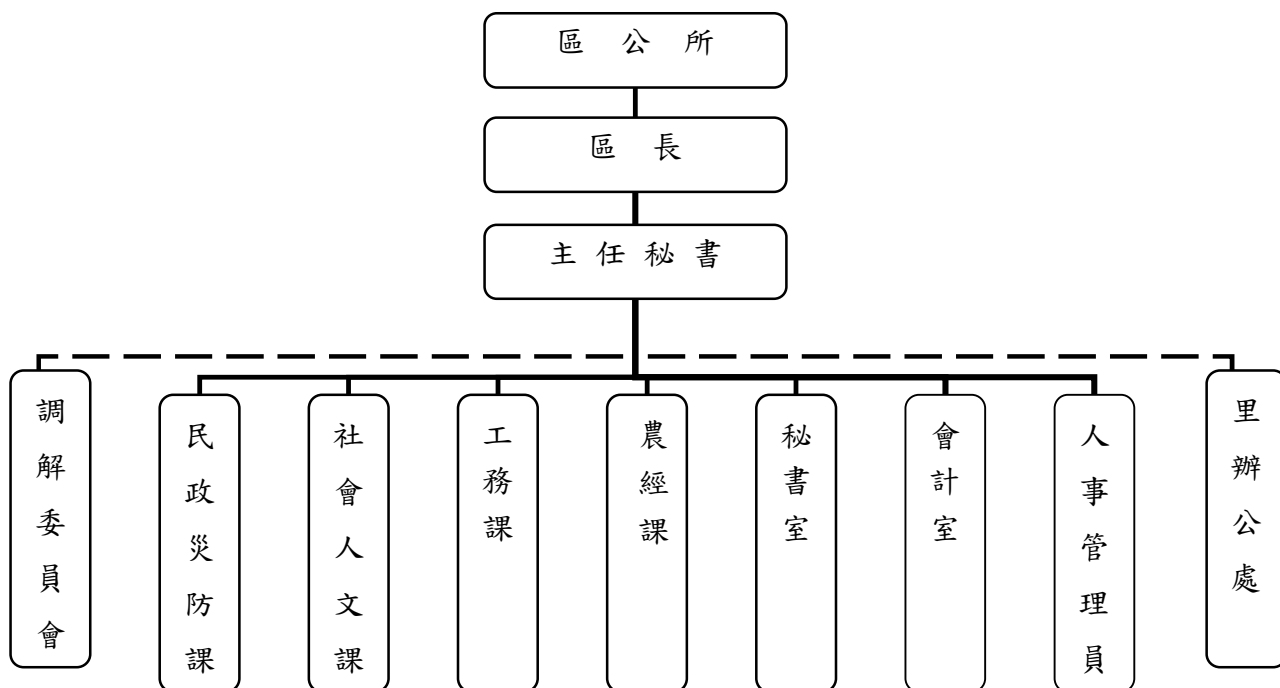 區公所
區長
主任秘書
調解委員會
民政災防課
社會人文課
工務課
農經課
秘書室
會計室
人事管理員
里辦公處